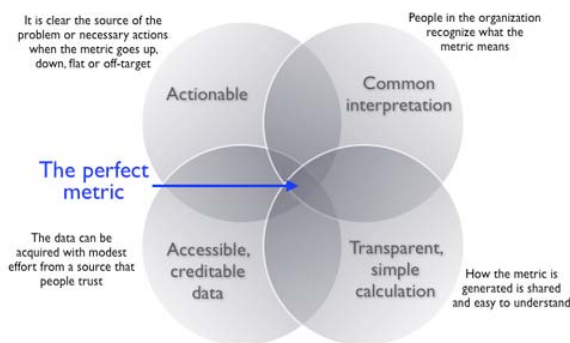 It is clear the source of the
problem or necessary actions
when the metric goes up,
down, flat or off-target
People in the organization
recognize what the
metric means
Actionable
Common
interpretation
The perfect
metric
The data can be
acquired with modest
effort from a source that
people trust
Accessible,
creditable
data
Transparent,
simple
calculation
How the metric is
generated is shared
and easy to understand